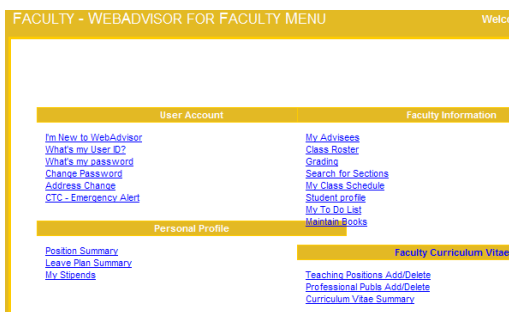 FACULTY - WEBADVISOR FOR FACULTY MENU
User Account
I'm New to WebAdvisor
What's my User ID?
What's my password
Change Password
Address Change
CTC - Emergency Alert
Personal Profile
Position Summary
Leave Plan Summary
My Stipends
Faculty Information
My Advisees
Class Roster
Grading
Search for Sections
My Class Schedule
Student profile
My To Do List
Maintain Books
Faculty Curriculum Vitae
Teaching Positions Add/Delete
Professional Publs Add/Delete
Curriculum Vitae Summary